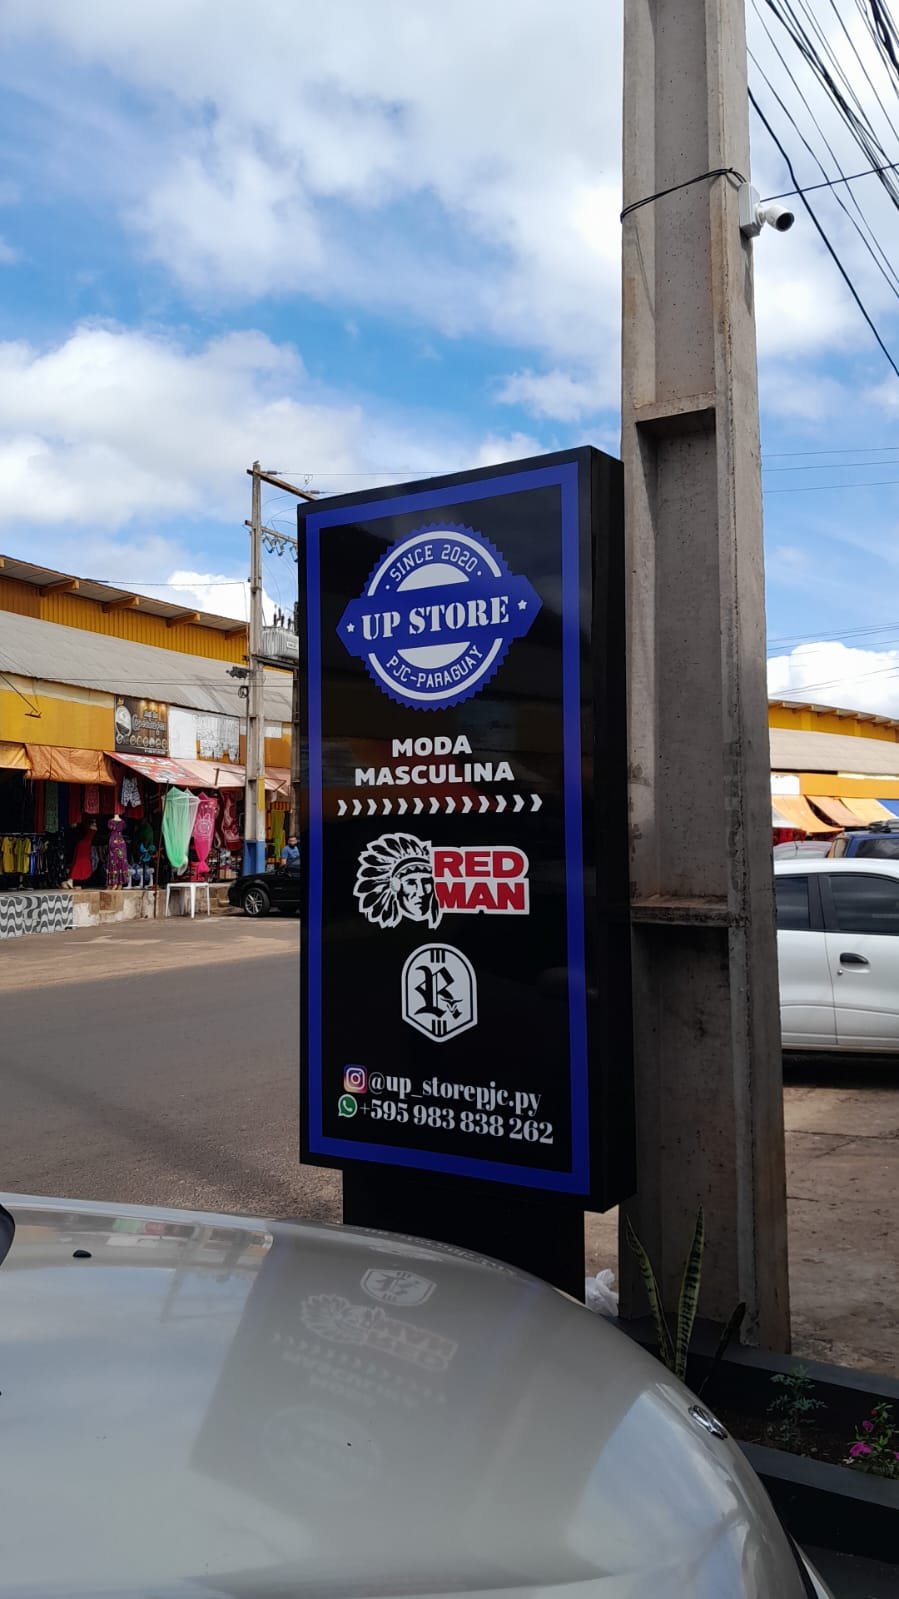 SINCE 2020
UP STORE
PJC-PARAGUAY
MODA
MASCULINA
RED
MAN
R
@up_storepjc.py
+595 983 838 262